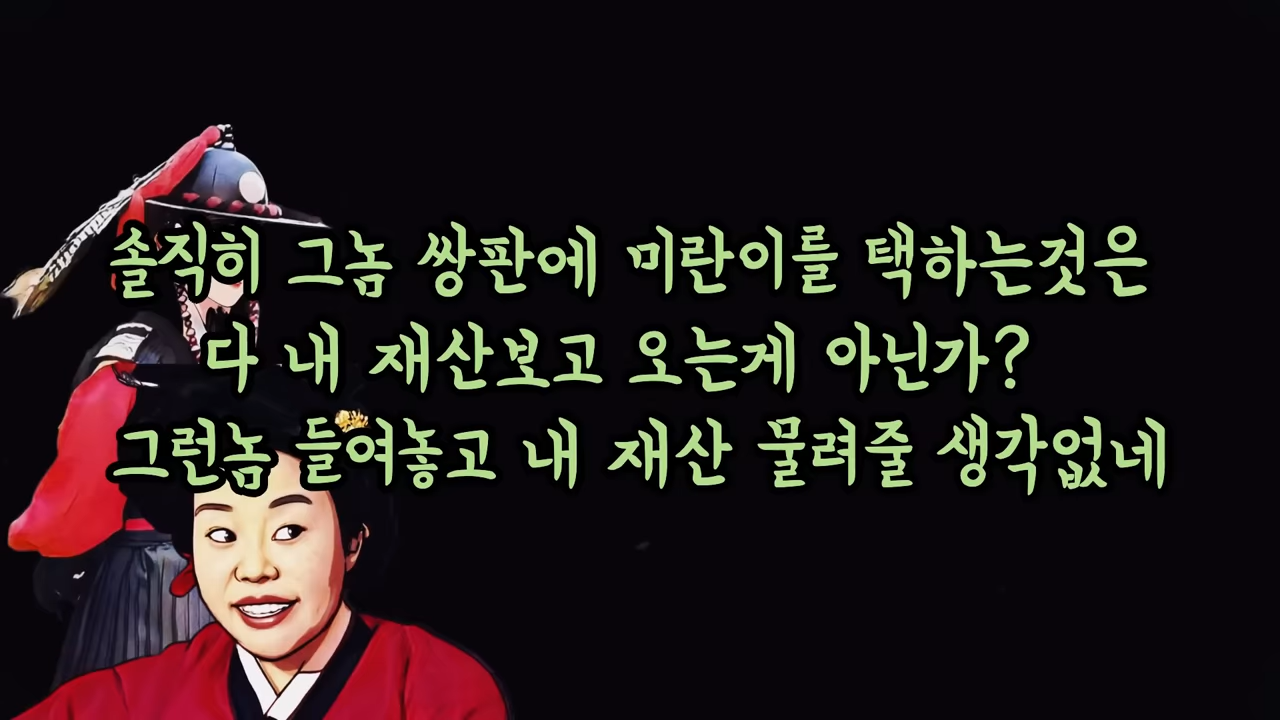 솔직히 그놈 쌍판에 미란이를 택하는것은
다 내 재산보고 오는게 아닌가?
그런놈 들여놓고 내 재산 물려줄 생각없네